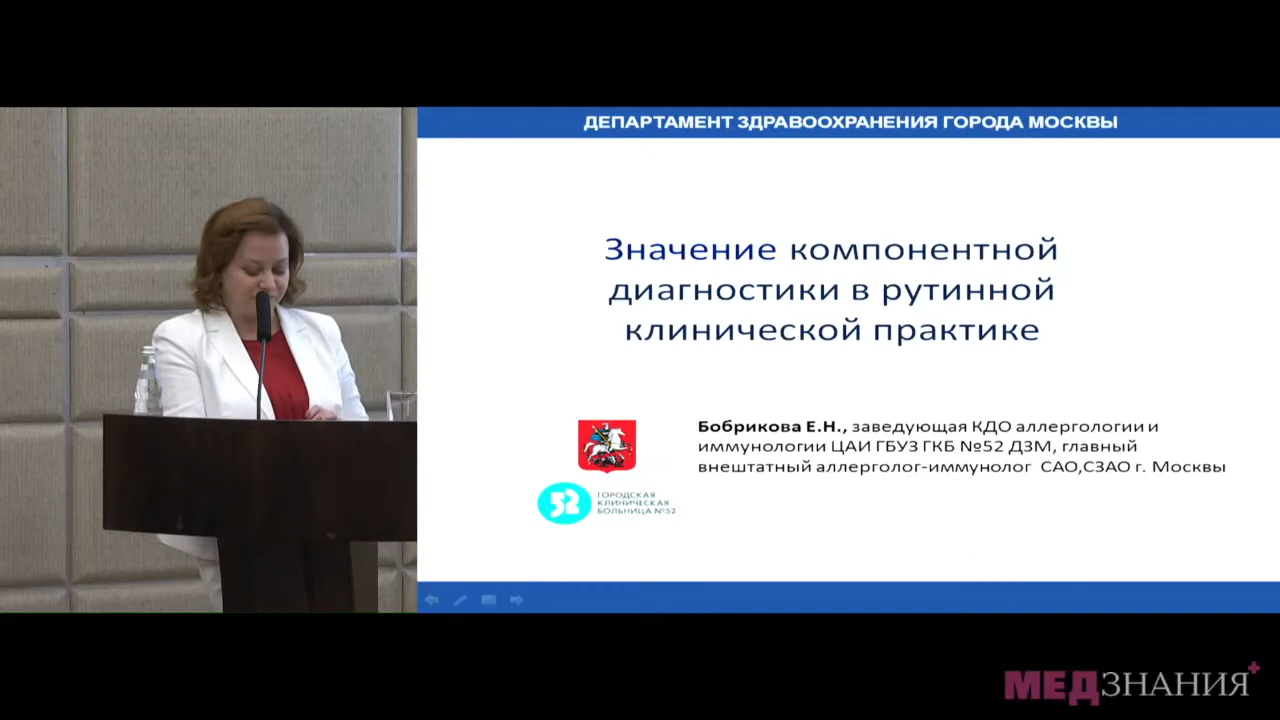 ДЕПАРТАМЕНТ ЗДРАВООХРАНЕНИЯ ГОРОДА МОСКВЫ
Значение компонентной
диагностики в рутинной
клинической практике
Бобрикова Е.Н., заведующая КДО аллергологии и
иммунологии ЦАИ ГБУЗ ГКБ №52 ДЗМ, главный
внештатный аллерголог-иммунолог САО,СЗАО г. Москвы
52
ГОРОДСКАЯ
КЛИНИЧЕСКАЯ
БОЛЬНИЦА №52
МЕДЗНАНИЯ+